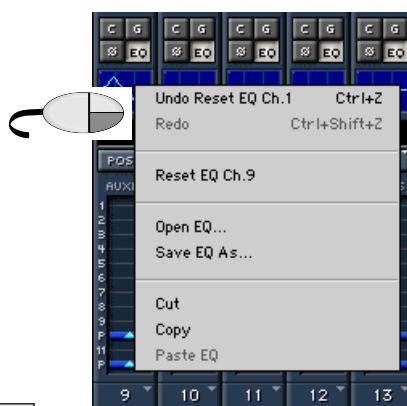 C G C G C G C G C G
Ø EQ Ø EQ Ø EQ Ø EQ Ø EQ
Undo Reset EQ Ch.1 Ctrl+Z
Redo Ctrl+Shift+Z
POS
Reset EQ Ch.9
AUXI
1
2
3
4
5
6
7
8
9
P
11
P
Open EQ...
Save EQ As...
Cut
Copy
Paste EQ
9 10 11 12 13